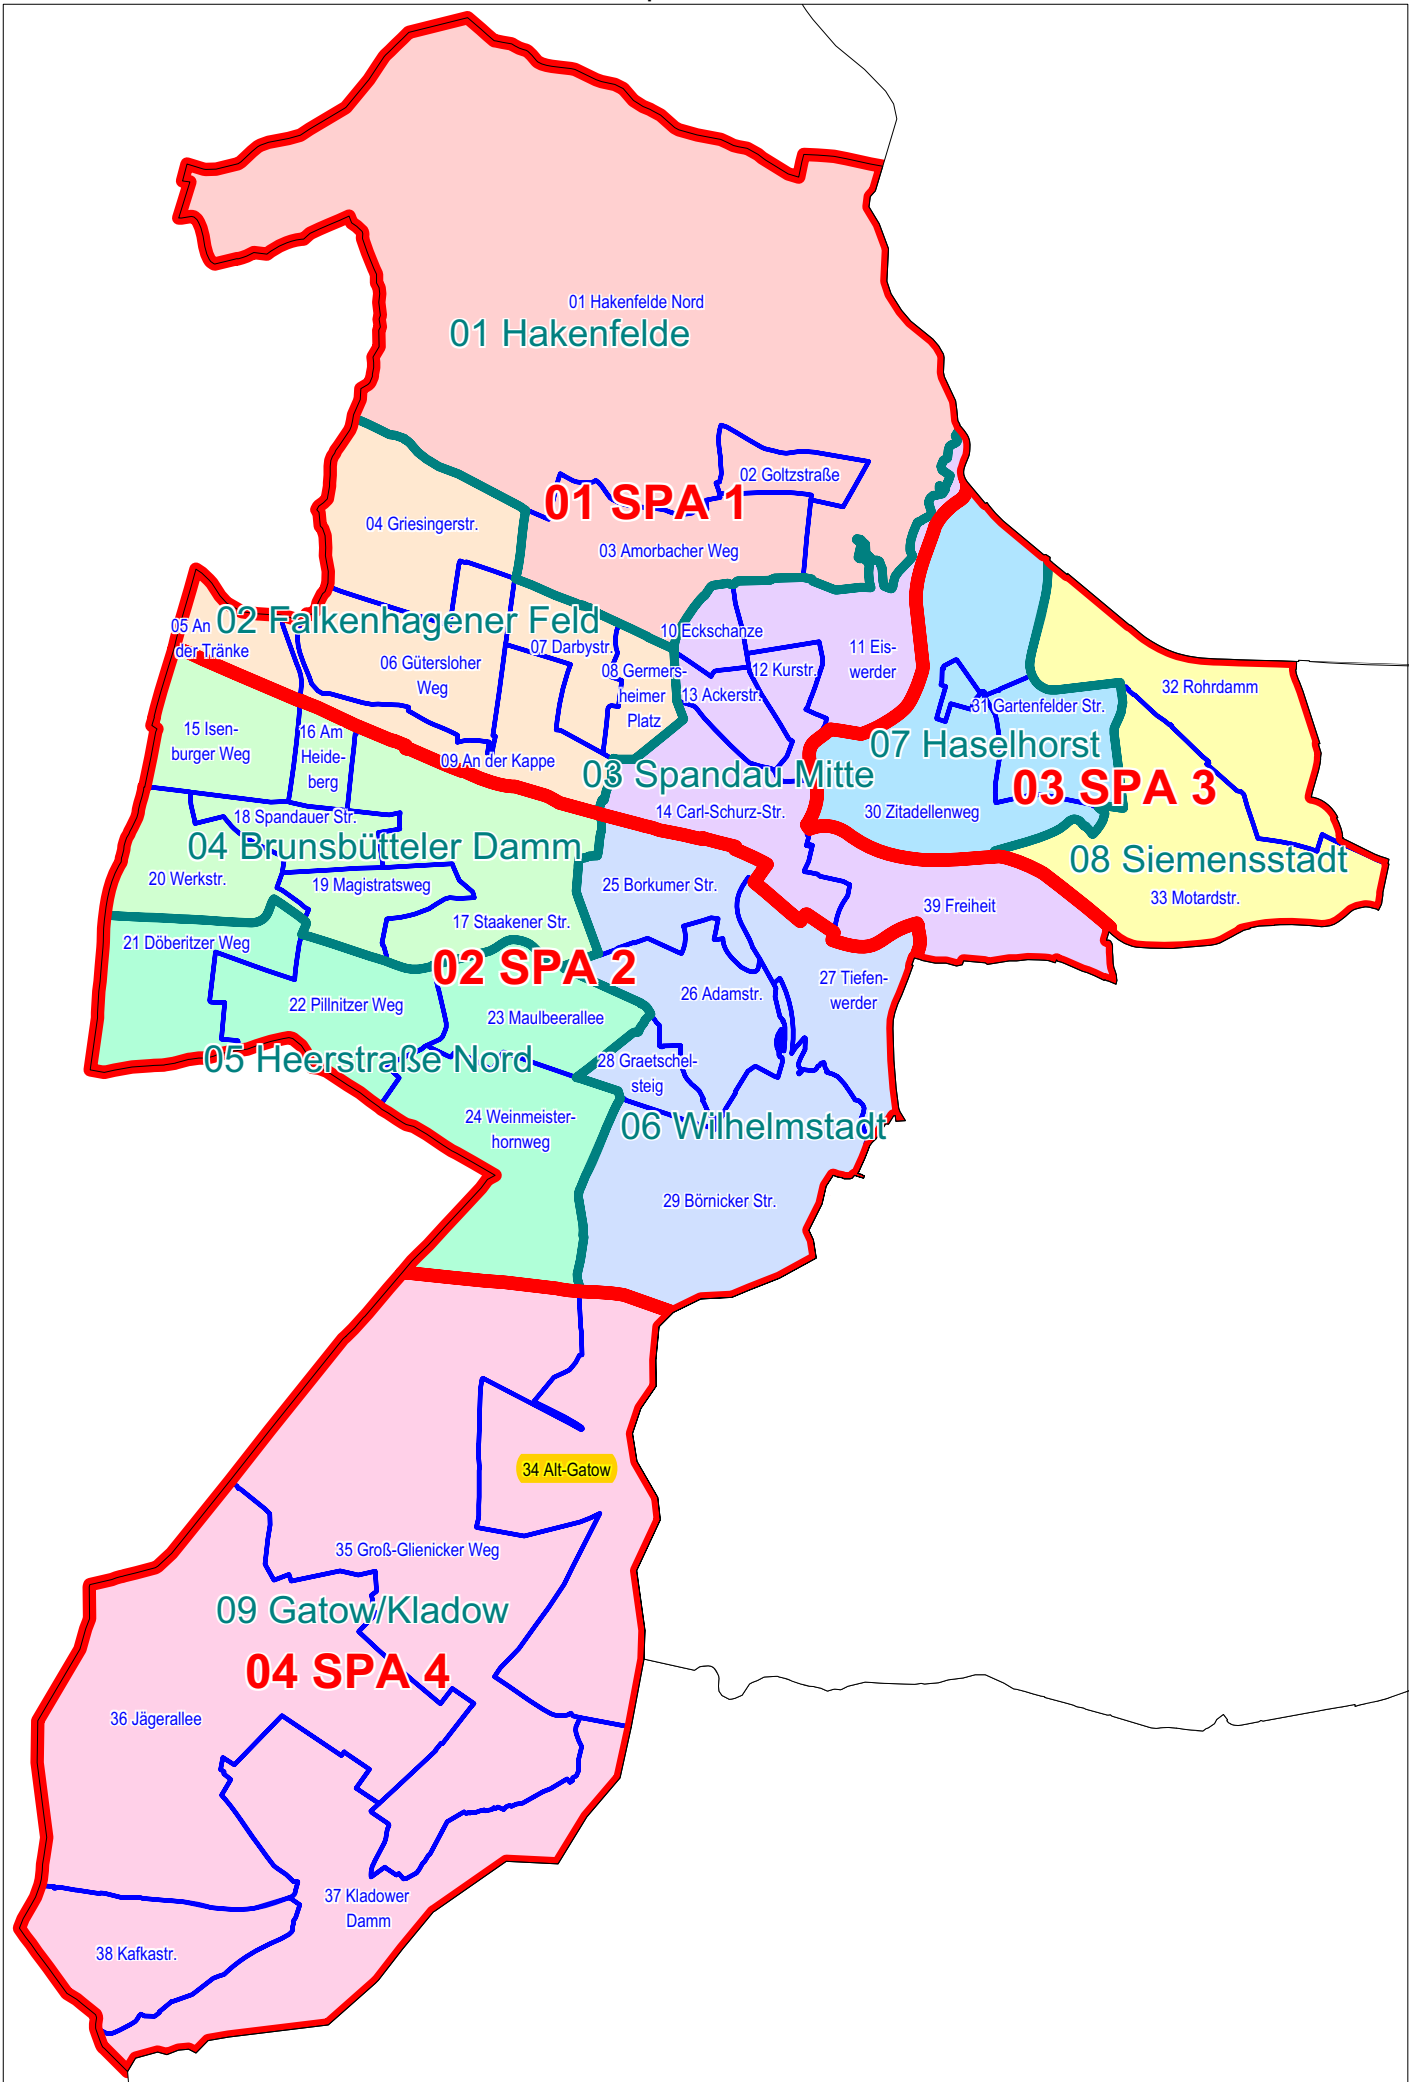 01 Hakenfelde Nord
01 Hakenfelde
02 Goltzstraße
01 SPA 1
04 Griesingerstr.
03 Amorbacher Weg
02 Falkenhagener Feld
05 An
der Tränke
07 Darbystr.
10 Eckschanze
06 Gütersloher
Weg
08 Germers-
heimer
Platz
12 Kurstr.
13 Ackerstr.
11 Eis-
werder
32 Rohrdamm
31 Gartenfelder Str.
15 Isen-
burger Weg
16 Am
Heide-
berg
09 An der Kappe
07 Haselhorst
03 Spandau Mitte
03 SPA 3
14 Carl-Schurz-Str.
30 Zitadellenweg
18 Spandauer Str.
04 Brunsbütteler Damm
08 Siemensstadt
20 Werkstr.
19 Magistratsweg
25 Borkumer Str.
33 Motardstr.
39 Freiheit
17 Staakener Str.
21 Döberitzer Weg
02 SPA 2
27 Tiefen-
werder
26 Adamstr.
22 Pillnitzer Weg
23 Maulbeerallee
05 Heerstraße Nord
28 Graetschel-
steig
24 Weinmeister-
hornweg
06 Wilhelmstadt
29 Börnicker Str.
34 Alt-Gatow
35 Groß-Glienicker Weg
09 Gatow/Kladow
04 SPA 4
36 Jägerallee
37 Kladower
Damm
38 Kafkastr.